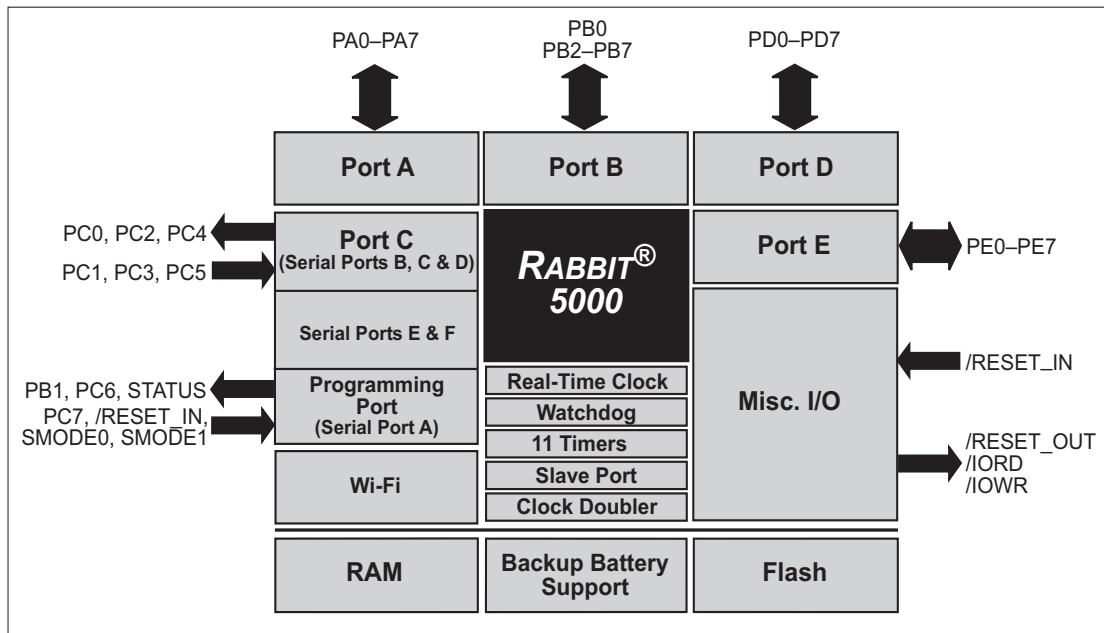 PA0–PA7
PB0
PB2–PB7
PD0–PD7
Port A
Port B
Port D
PC0, PC2, PC4
PC1, PC3, PC5
Port C
(Serial Ports B, C & D)
RABBIT®
5000
Port E
PE0–PE7
Serial Ports E & F
PB1, PC6, STATUS
PC7, /RESET_IN,
SMODE0, SMODE1
Programming
Port
(Serial Port A)
Real-Time Clock
Watchdog
11 Timers
Slave Port
Clock Doubler
Misc. I/O
/RESET_IN
/RESET_OUT
/IORD
/IOWR
Wi-Fi
RAM
Backup Battery
Support
Flash